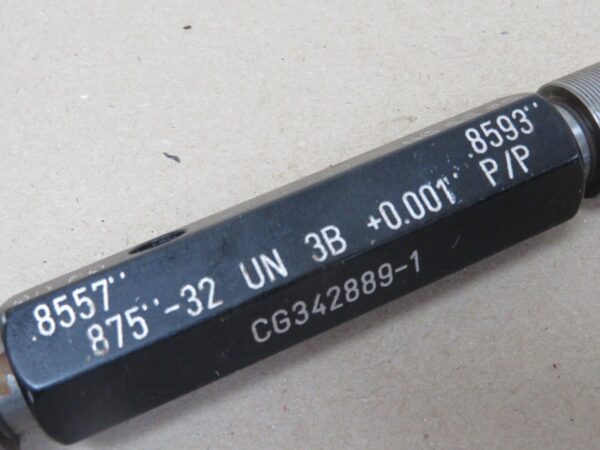 .8557" .8593"
.875"-32 UN 3B +0.001" P/P
CG342889-1